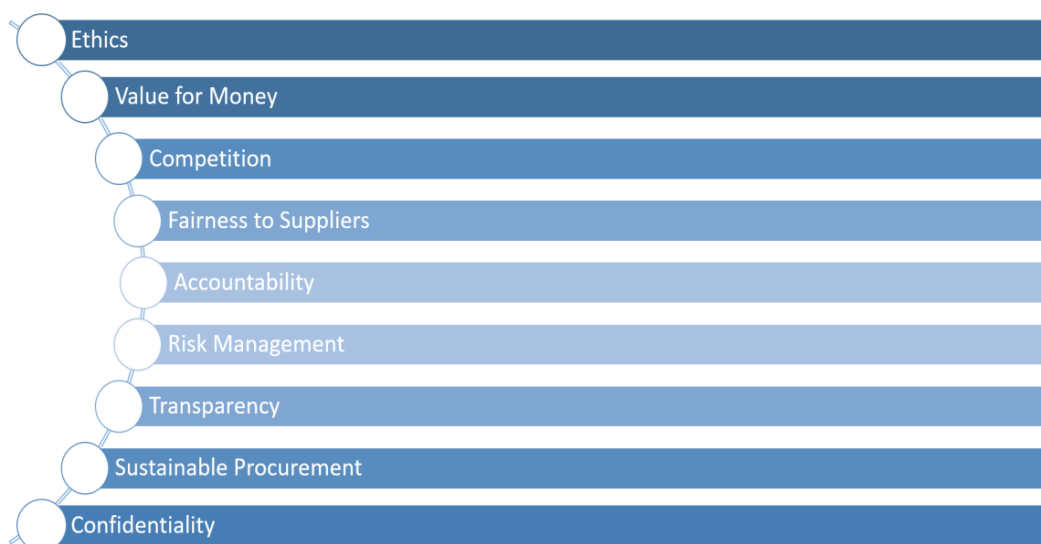 Ethics
Value for Money
Competition
Fairness to Suppliers
Accountability
Risk Management
Transparency
Sustainable Procurement
Confidentiality